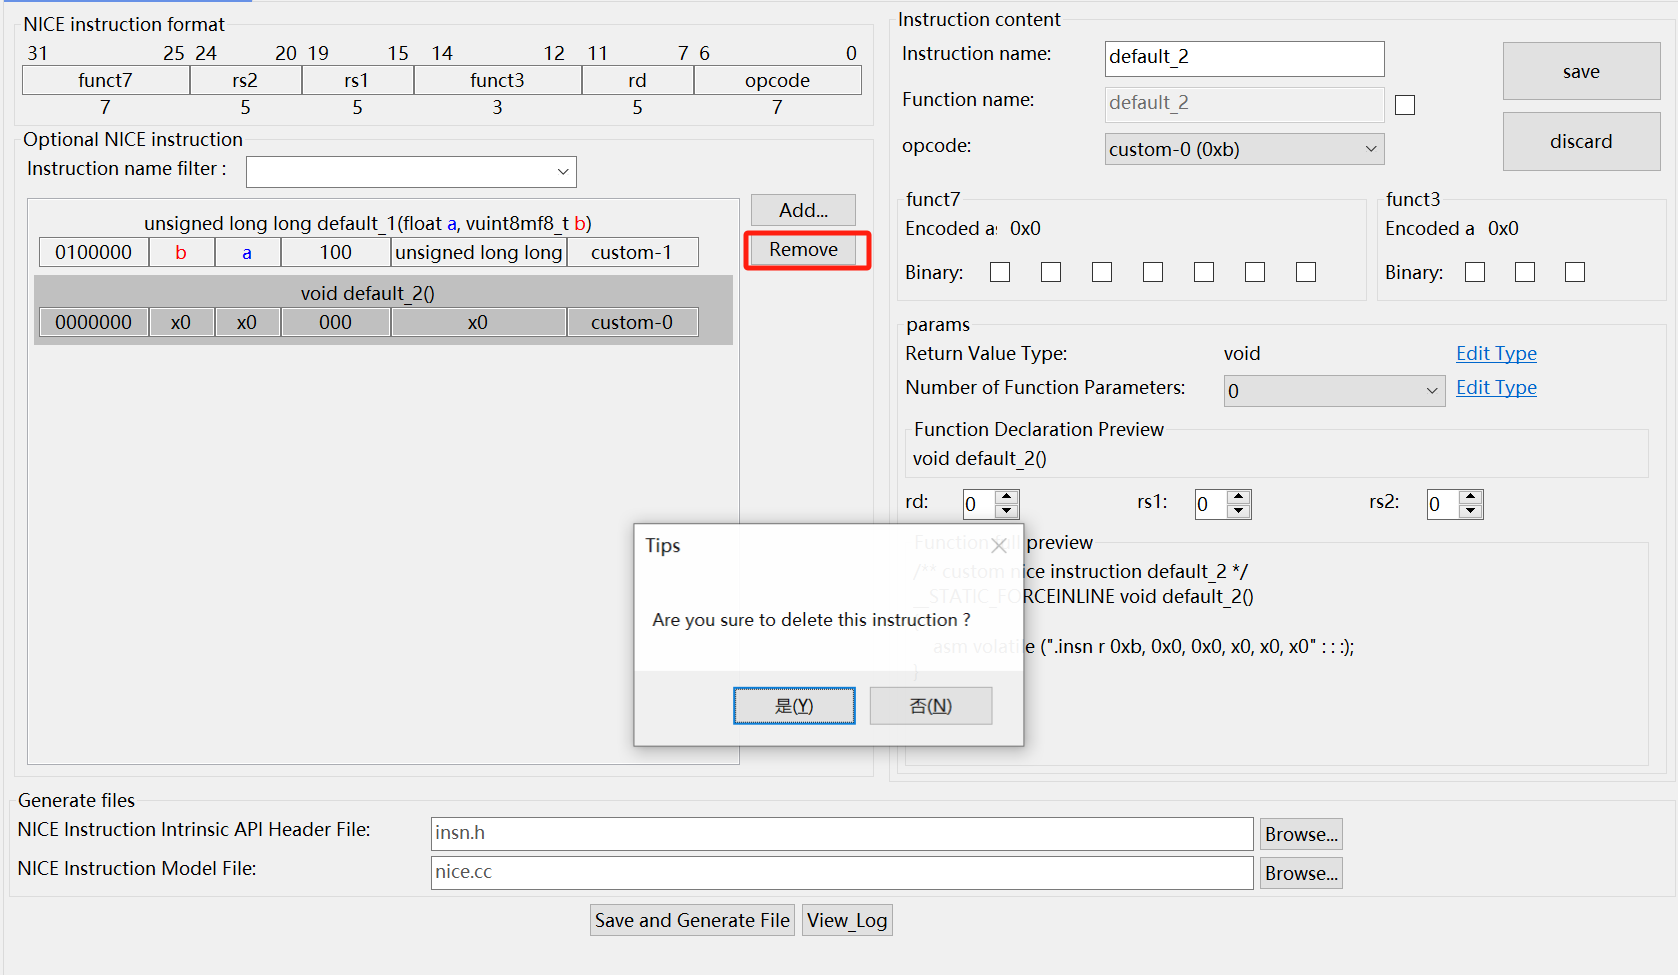 NICE instruction format
31 25 24 20 19 15 14 12 11 7 6 0
funct7 rs2 rs1 funct3 rd opcode
7 5 5 3 5 7
Optional NICE instruction
Instruction name filter :
unsigned long long default_1(float a, vuint8mf8_t b)
0100000 b a 100 unsigned long long custom-1
void default_2()
0000000 x0 x0 000 x0 custom-0
Add...
Remove
Instruction content
Instruction name: default_2
Function name: default_2
opcode: custom-0 (0xb)
save
discard
funct7
Encoded as 0x0
Binary:
funct3
Encoded a 0x0
Binary:
params
Return Value Type: void Edit Type
Number of Function Parameters: 0 Edit Type
Function Declaration Preview
void default_2()
rd: 0 rs1: 0 rs2: 0
Function full preview
/** custom nice instruction default_2 */
__STATIC_FORCEINLINE void default_2()
asm volatile (".insn r 0xb, 0x0, 0x0, x0, x0, x0" : : :);
}
Tips
Are you sure to delete this instruction ?
是(Y) 否(N)
Generate files
NICE Instruction Intrinsic API Header File: insn.h Browse...
NICE Instruction Model File: nice.cc Browse...
Save and Generate File View_Log